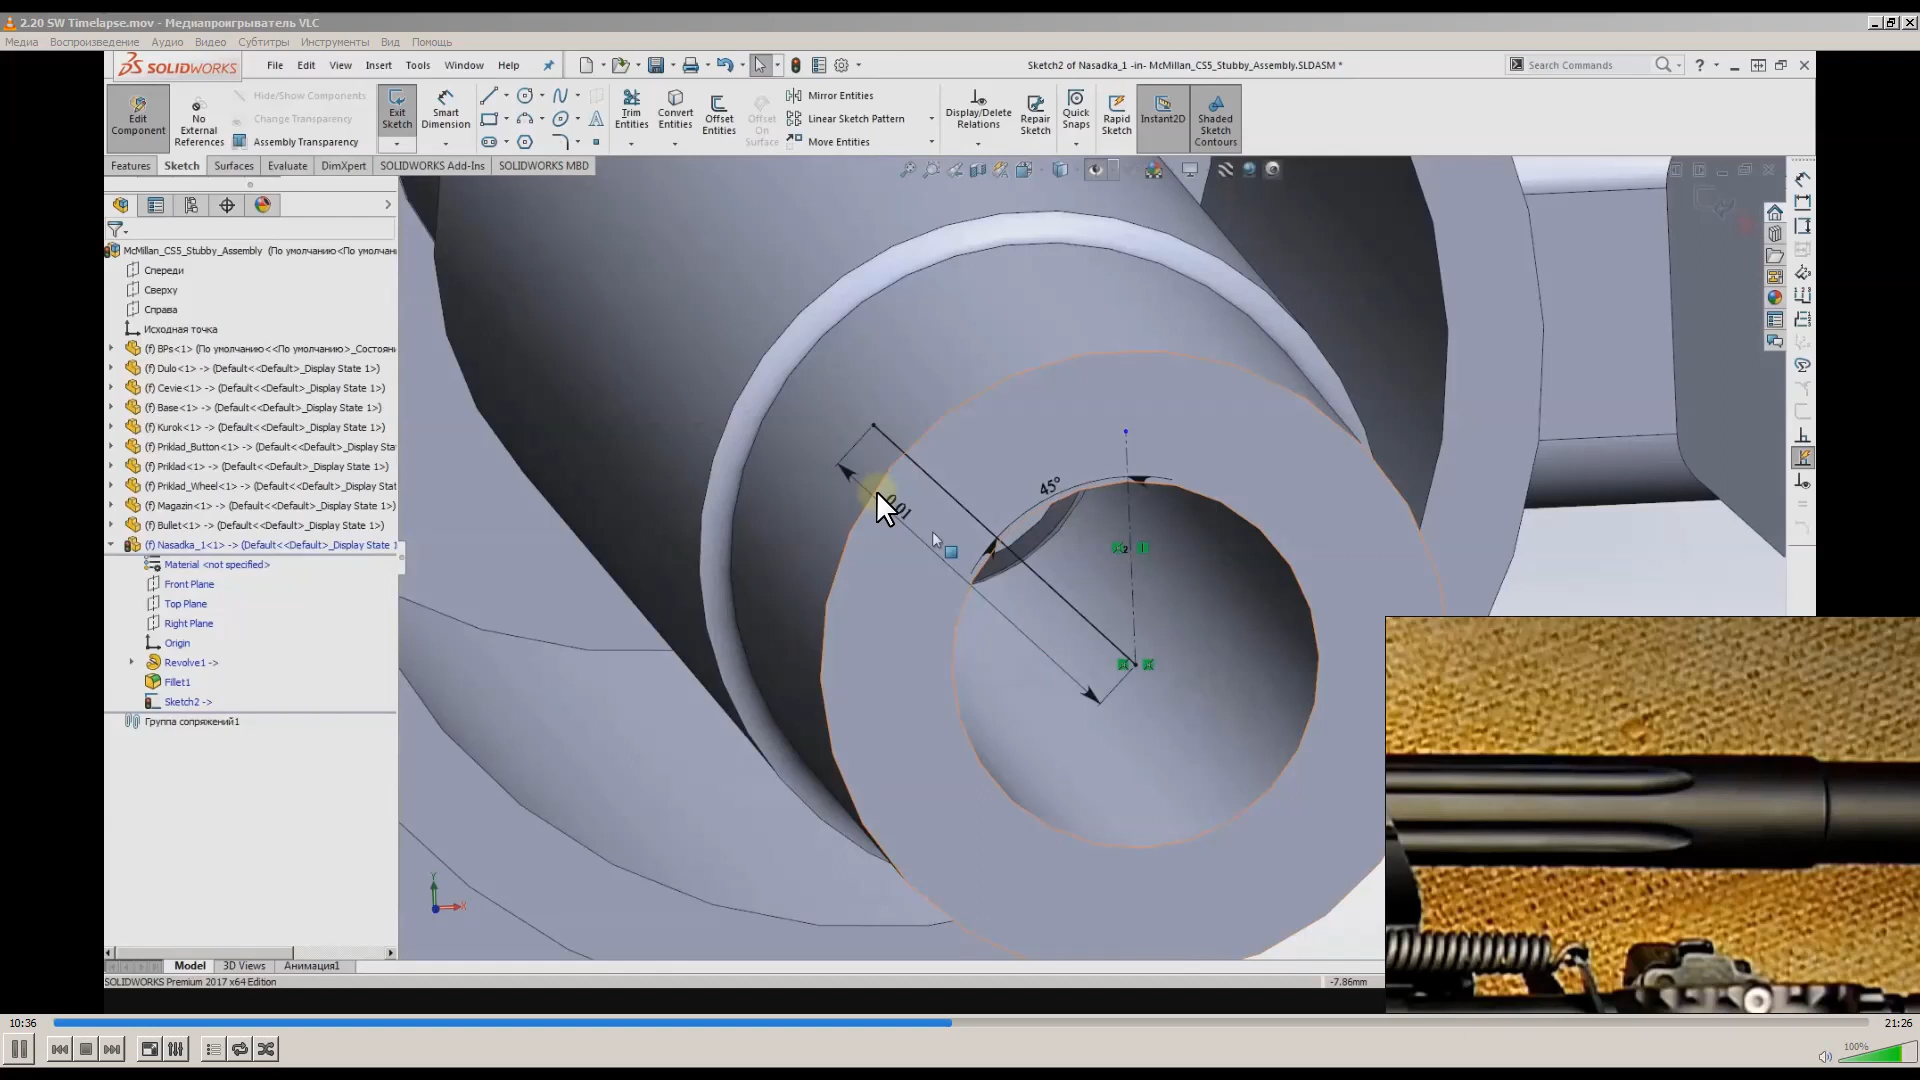 2.20 SW Timelapse.mov - Медиапроигрыватель VLC
Медиа Воспроизведение Аудио Видео Субтитры Инструменты Вид Помощь
SOLIDWORKS File Edit View Insert Tools Window Help Sketch2 of Nasadka_1 -in- McMillan_CS5_Stubby_Assembly.SLDASM * Search Commands
Edit Component
No External References
Hide/Show Components
Change Transparency
Assembly Transparency
Exit Sketch
Smart Dimension
Trim Entities
Convert Entities
Offset Entities
Offset On Surface
Mirror Entities
Linear Sketch Pattern
Move Entities
Display/Delete Relations
Repair Sketch
Quick Snaps
Rapid Sketch
Instant2D
Shaded Sketch Contours
Features Sketch Surfaces Evaluate DimXpert SOLIDWORKS Add-Ins SOLIDWORKS MBD
McMillan_CS5_Stubby_Assembly (По умолчанию<По умолчан
Спереди
Сверху
Справа
Исходная точка
(f) BPs<1> (По умолчанию<<По умолчанию>_Состояни
(f) Dulo<1> -> (Default<<Default>_Display State 1>)
(f) Cevie<1> -> (Default<<Default>_Display State 1>)
(f) Base<1> -> (Default<<Default>_Display State 1>)
(f) Kurok<1> -> (Default<<Default>_Display State 1>)
(f) Priklad_Button<1> -> (Default<<Default>_Display Sta
(f) Priklad<1> -> (Default<<Default>_Display State 1>)
(f) Priklad_Wheel<1> -> (Default<<Default>_Display Stat
(f) Magazin<1> -> (Default<<Default>_Display State 1>)
(f) Bullet<1> -> (Default<<Default>_Display State 1>)
(f) Nasadka_1<1> -> (Default<<Default>_Display State 1
Material <not specified>
Front Plane
Top Plane
Right Plane
Origin
Revolve1 ->
Fillet1
Sketch2 ->
Группа сопряжений1
45°
Y
X
Model 3D Views Анимация1
SOLIDWORKS Premium 2017 x64 Edition -7.86mm
10:36 21:26
100%